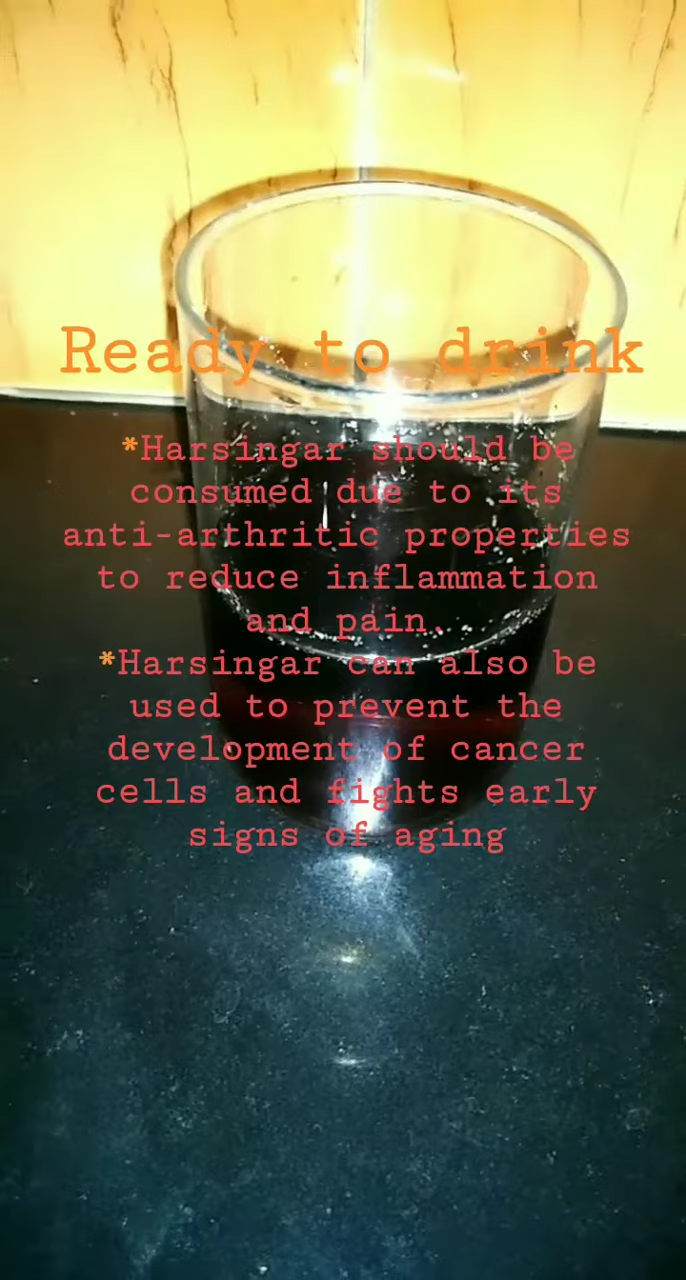 Ready to drink
*Harsingar should be
consumed due to its
anti-arthritic properties
to reduce inflammation
and pain.
*Harsingar can also be
used to prevent the
development of cancer
cells and fights early
signs of aging